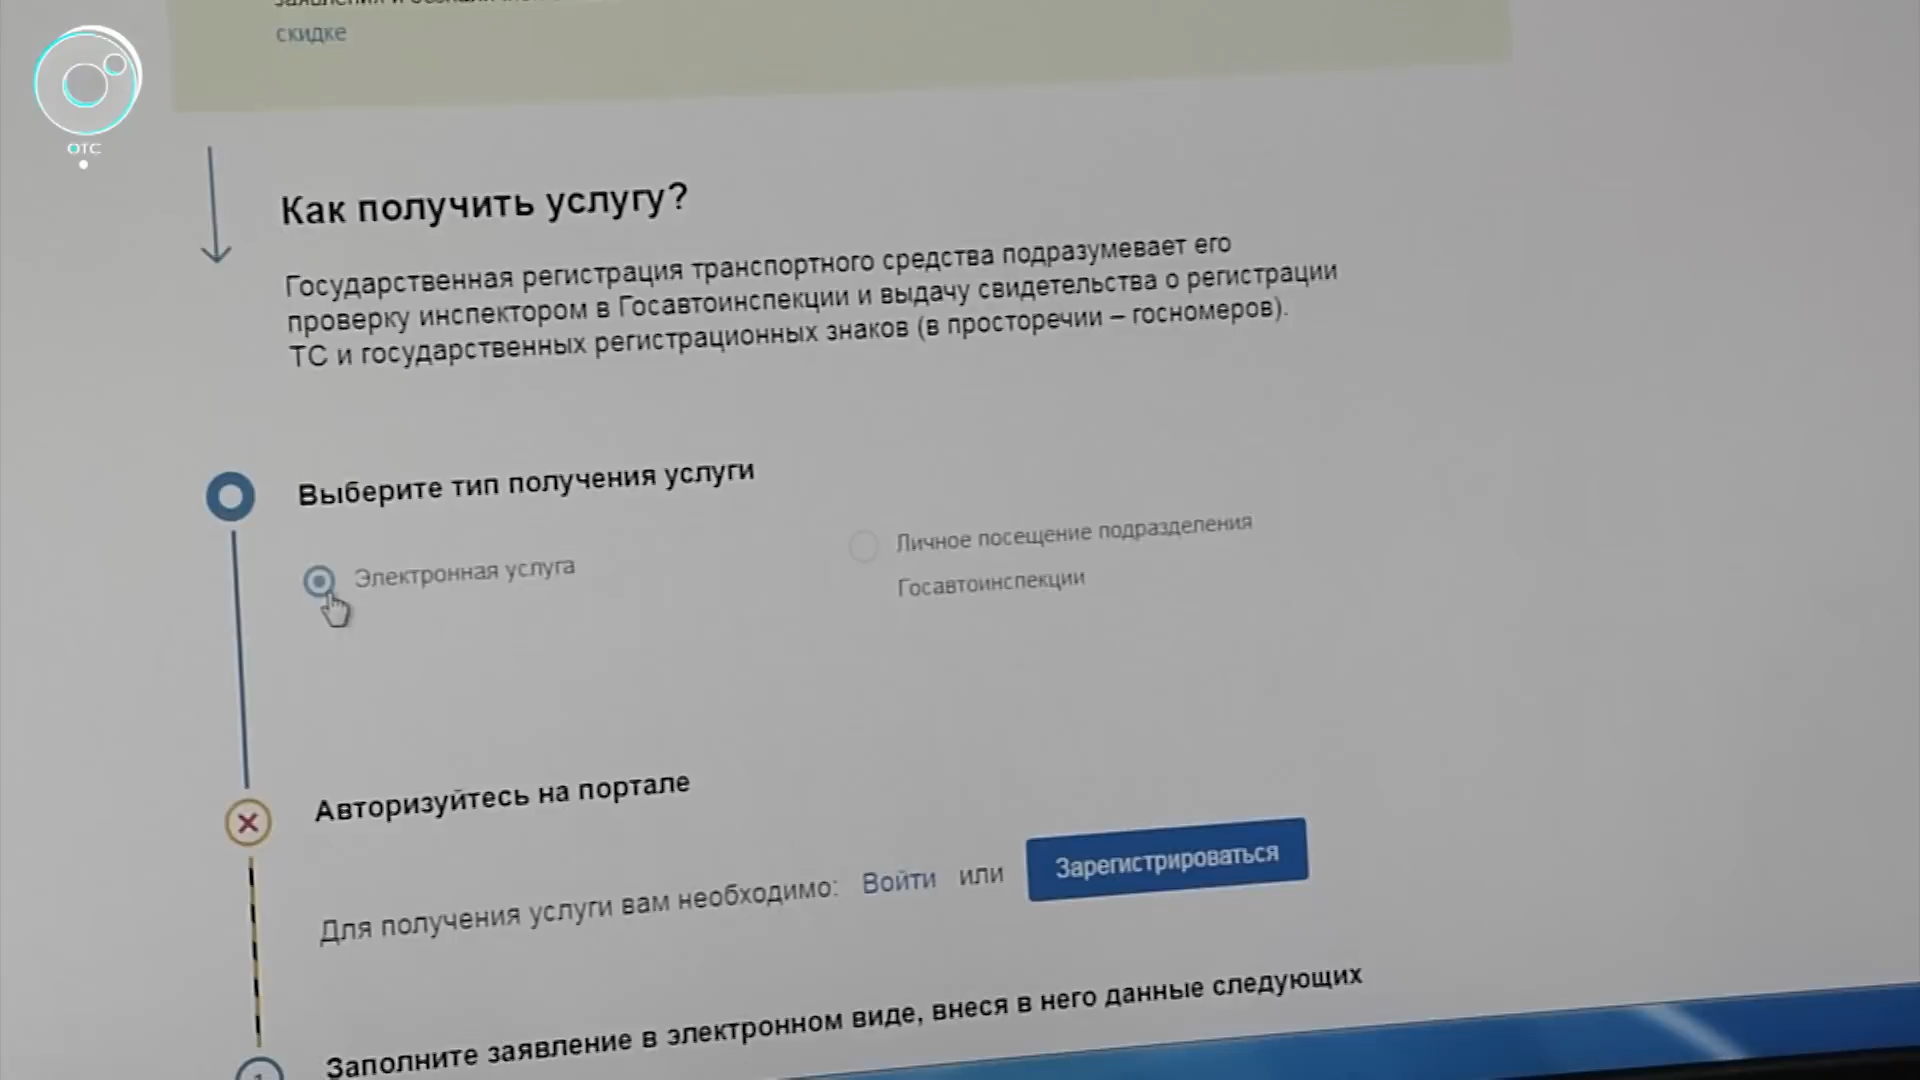 скидке
ОТС
Как получить услугу?
Государственная регистрация транспортного средства подразумевает его
проверку инспектором в Госавтоинспекции и выдачу свидетельства о регистрации
ТС и государственных регистрационных знаков (в просторечии – госномеров).
Выберите тип получения услуги
Электронная услуга
Личное посещение подразделения
Госавтоинспекции
Авторизуйтесь на портале
Для получения услуги вам необходимо: Войти или Зарегистрироваться
Заполните заявление в электронном виде, внеся в него данные следующих